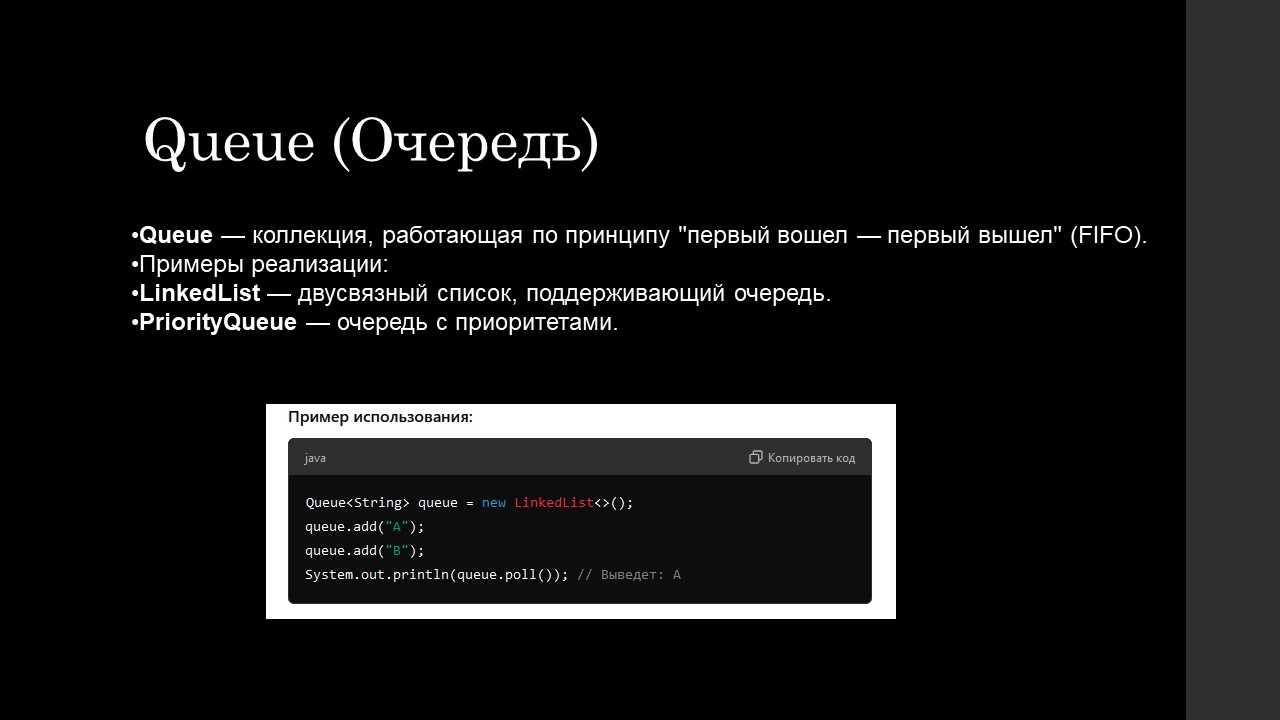 Queue (Очередь)
•Queue — коллекция, работающая по принципу "первый вошел — первый вышел" (FIFO).
•Примеры реализации:
•LinkedList — двусвязный список, поддерживающий очередь.
•PriorityQueue — очередь с приоритетами.
Пример использования:
java Копировать код
Queue<String> queue = new LinkedList<>();
queue.add("A");
queue.add("B");
System.out.println(queue.poll()); // Выведет: A